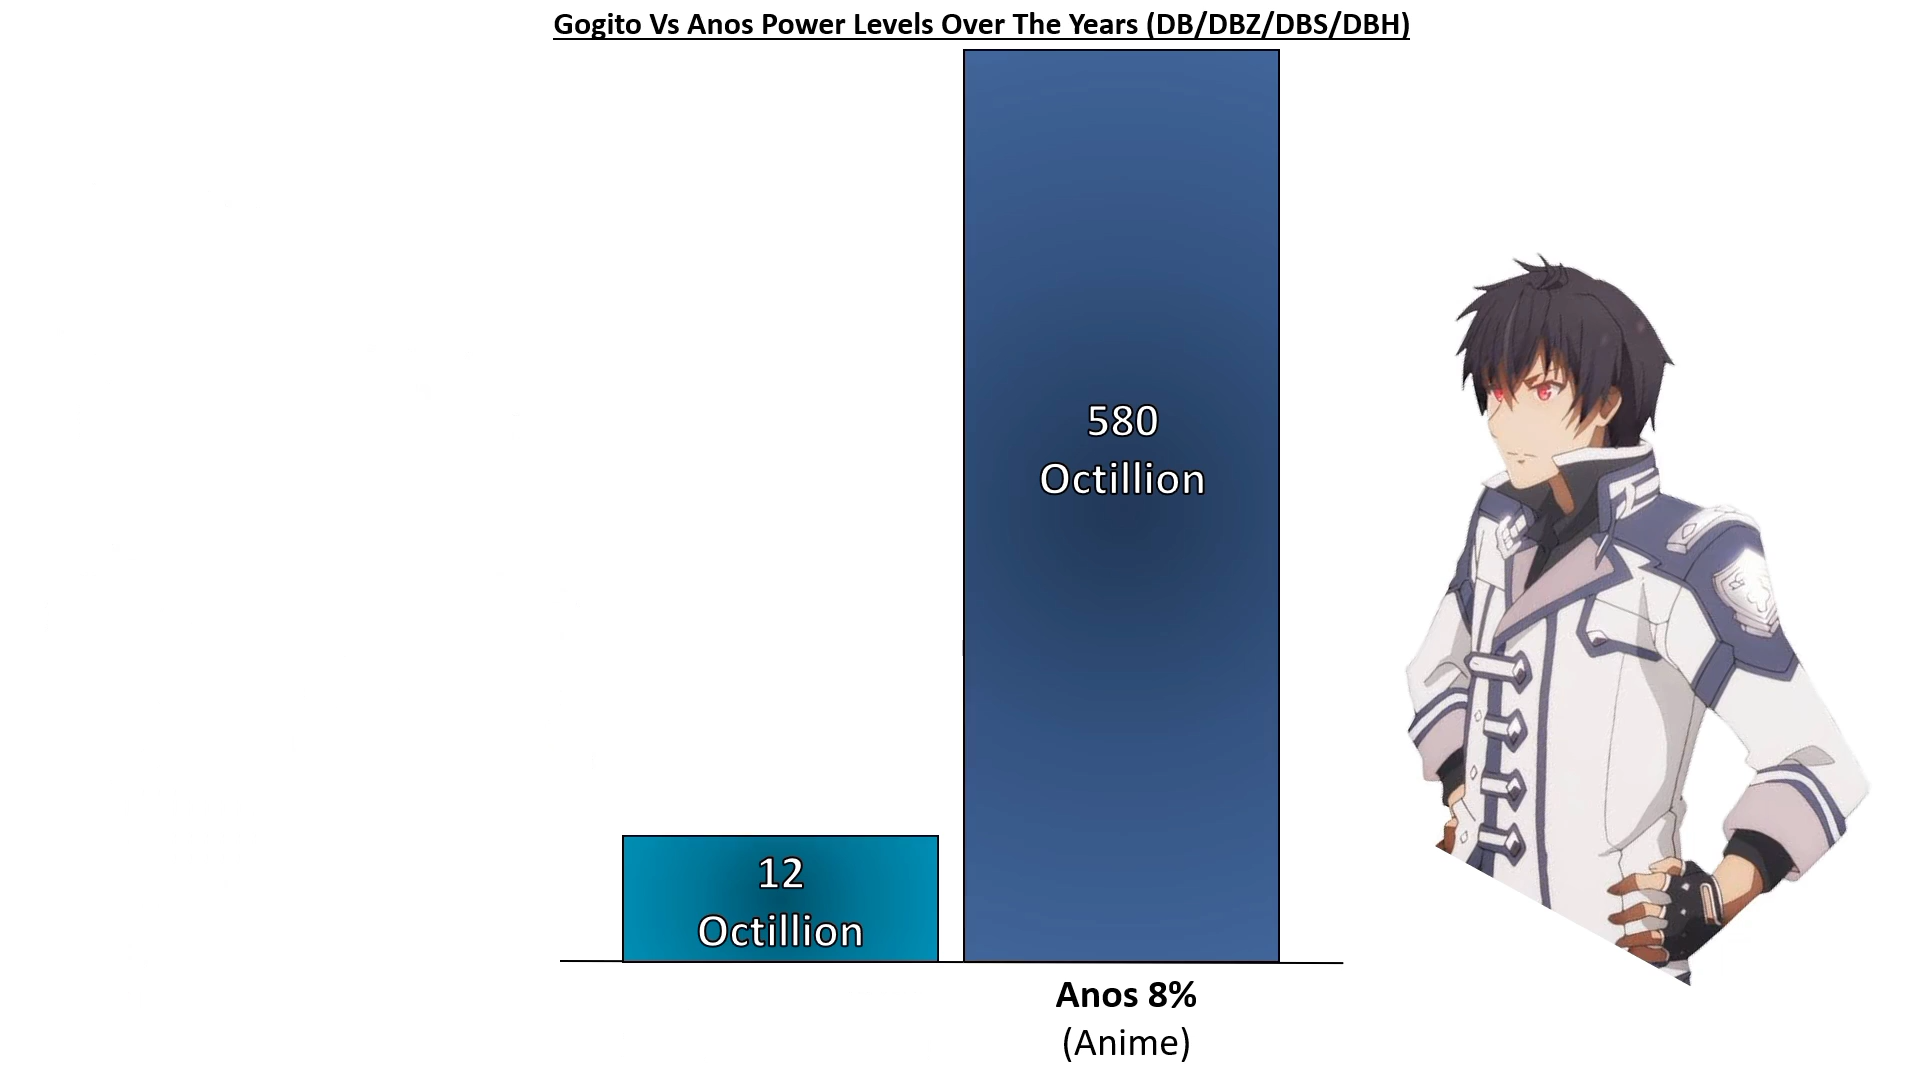 Gogito Vs Anos Power Levels Over The Years (DB/DBZ/DBS/DBH)
580
Octillion
12
Octillion
Anos 8%
(Anime)